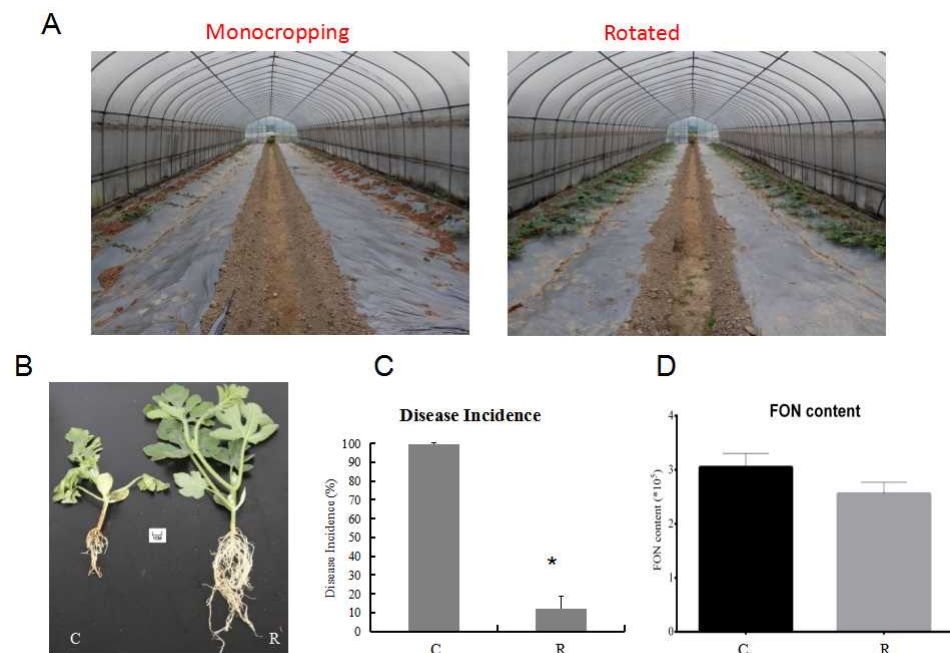 A
Monocropping
Rotated
B
C
R
C
Disease Incidence
Disease Incidence (%)
100
90
80
70
60
50
40
30
20
10
0
*
C
R
D
FON content
FON content (*10⁵)
4
3
2
1
0
C
R